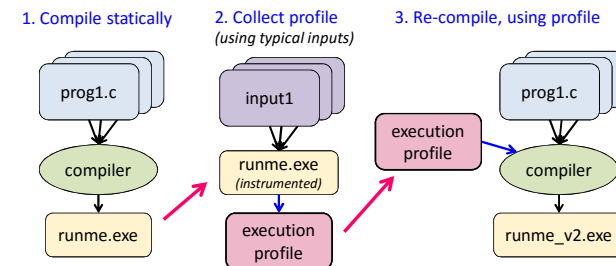 1. Compile statically
2. Collect profile
(using typical inputs)
3. Re-compile, using profile
prog1.c
compiler
runme.exe
input1
runme.exe
(instrumented)
execution
profile
execution
profile
prog1.c
compiler
runme_v2.exe